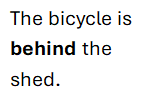 The bicycle is
behind the
shed.